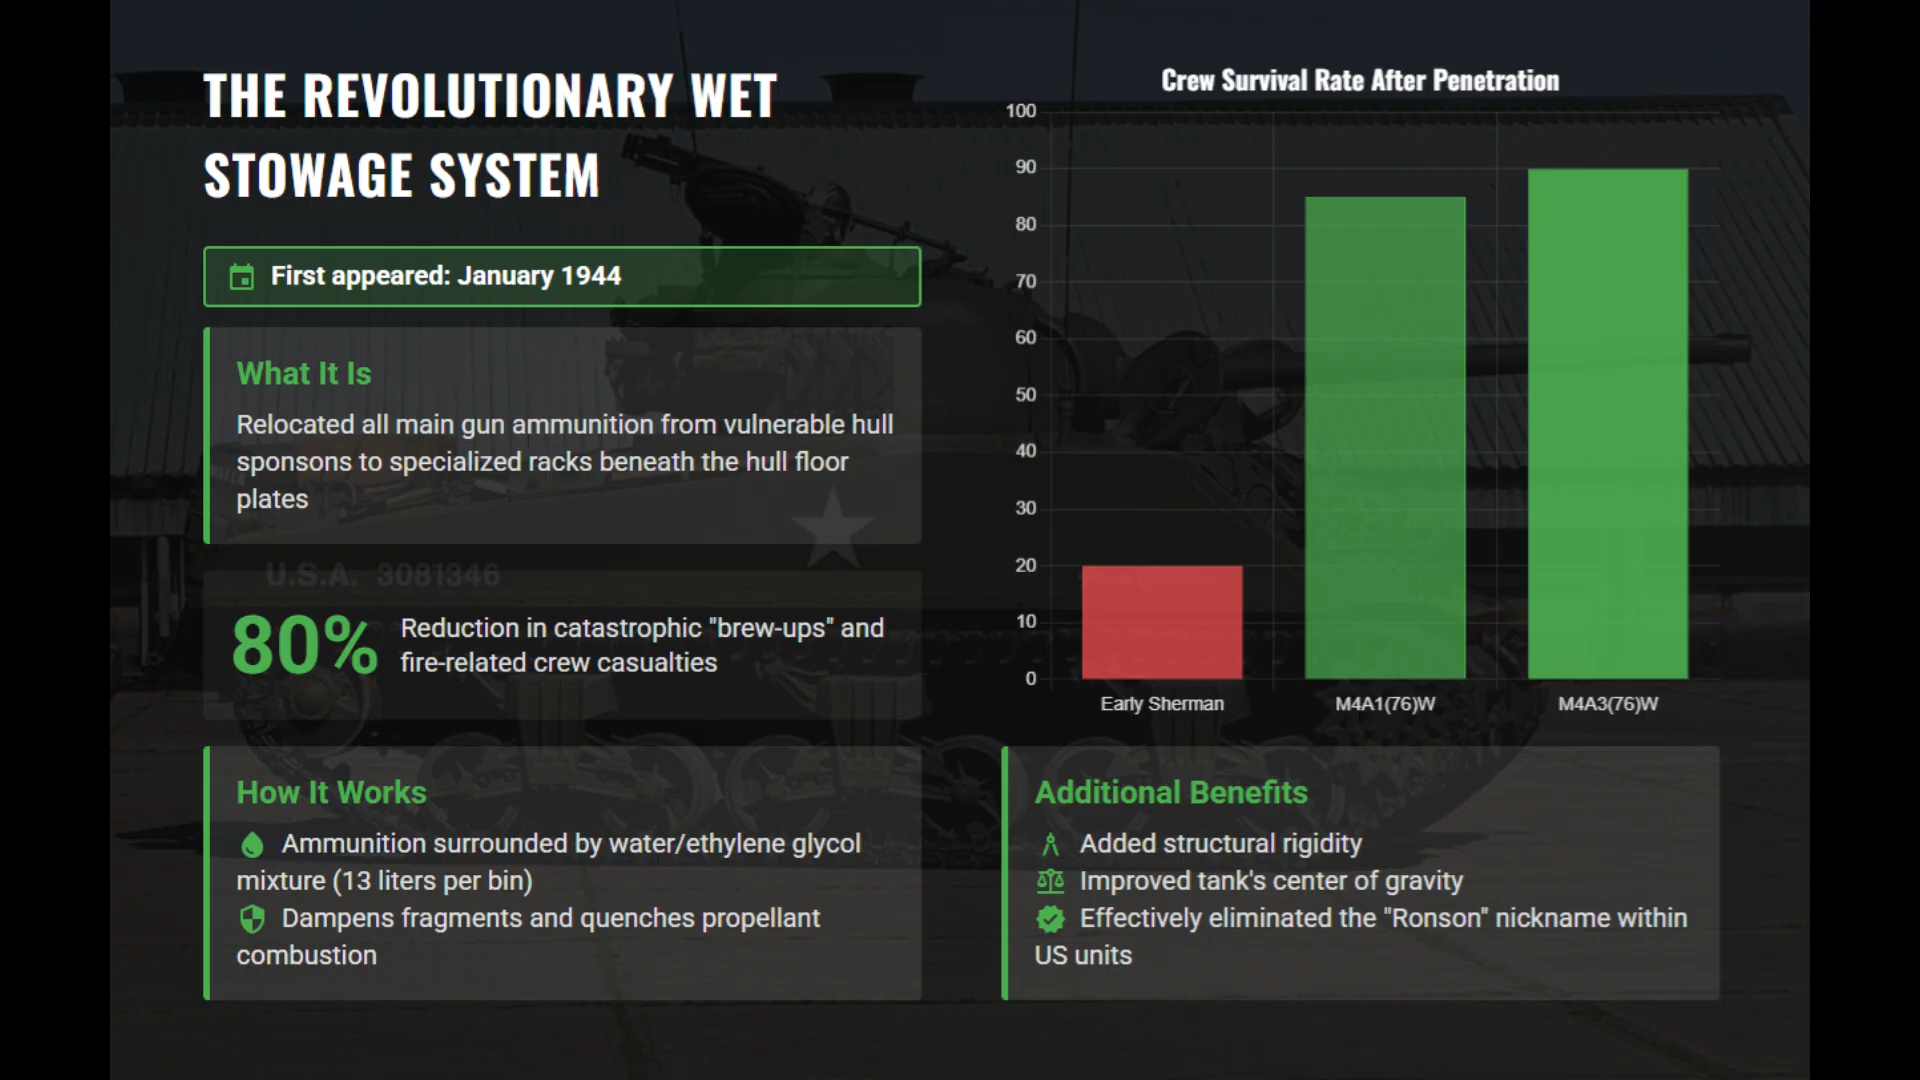 THE REVOLUTIONARY WET
STOWAGE SYSTEM
First appeared: January 1944
What It Is
Relocated all main gun ammunition from vulnerable hull
sponsons to specialized racks beneath the hull floor
plates
U.S.A. 3081346
80%
Reduction in catastrophic "brew-ups" and
fire-related crew casualties
Crew Survival Rate After Penetration
100
90
80
70
60
50
40
30
20
10
0
Early Sherman
M4A1(76)W
M4A3(76)W
How It Works
Ammunition surrounded by water/ethylene glycol
mixture (13 liters per bin)
Dampens fragments and quenches propellant
combustion
Additional Benefits
Added structural rigidity
Improved tank's center of gravity
Effectively eliminated the "Ronson" nickname within
US units